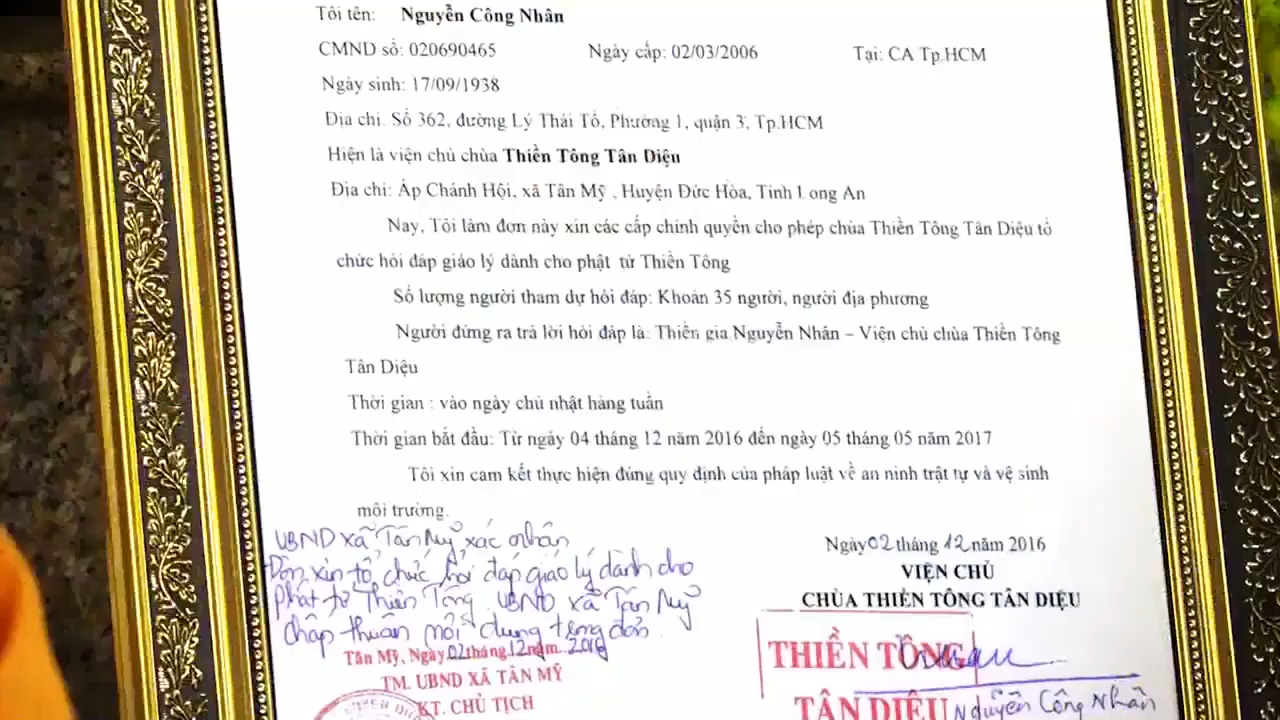 Tôi tên: Nguyễn Công Nhân
CMND số: 020690465 Ngày cấp: 02/03/2006 Tại: CA Tp.HCM
Ngày sinh: 17/09/1938
Địa chỉ. Số 362, đường Lý Thái Tổ, Phường 1, quận 3, Tp.HCM
Hiện là viện chủ chùa Thiền Tông Tân Diệu
Địa chỉ: Ấp Chánh Hội, xã Tân Mỹ , Huyện Đức Hòa, Tỉnh Long An
Nay, Tôi làm đơn này xin các cấp chính quyền cho phép chùa Thiền Tông Tân Diệu tổ
chức hỏi đáp giáo lý dành cho phật tử Thiền Tông
Số lượng người tham dự hỏi đáp: Khoản 35 người, người địa phương
Người đứng ra trả lời hỏi đáp là: Thiền gia Nguyễn Nhân – Viện chủ chùa Thiền Tông
Tân Diệu
Thời gian : vào ngày chủ nhật hàng tuần
Thời gian bắt đầu: Từ ngày 04 tháng 12 năm 2016 đến ngày 05 tháng 05 năm 2017
Tôi xin cam kết thực hiện đúng quy định của pháp luật về an ninh trật tự và vệ sinh
môi trường.
UBND xã Tân Mỹ xác nhận
Đơn xin tổ chức hỏi đáp giáo lý dành cho
phật tử Thiền Tông. UBND xã Tân Mỹ
chấp thuận nội dung đơn.
Tân Mỹ, Ngày 02 tháng 12 năm 2016
TM. UBND XÃ TÂN MỸ
KT. CHỦ TỊCH
Ngày 02 tháng 12 năm 2016
VIỆN CHỦ
CHÙA THIỀN TÔNG TÂN DIỆU
THIỀN TÔNG
TÂN DIỆU
Nguyễn Công Nhân